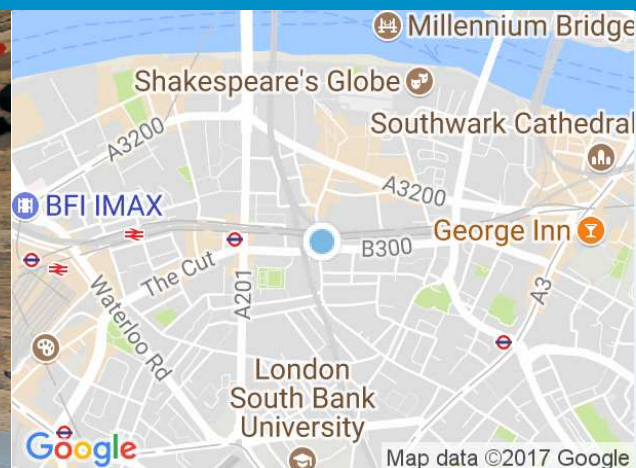 Millennium Bridge
Shakespeare's Globe
Southwark Cathedral
A3200
A3200
BFI IMAX
George Inn
B300
The Cut
A201
A3
Waterloo Rd
London
South Bank
University
Google
Map data ©2017 Google